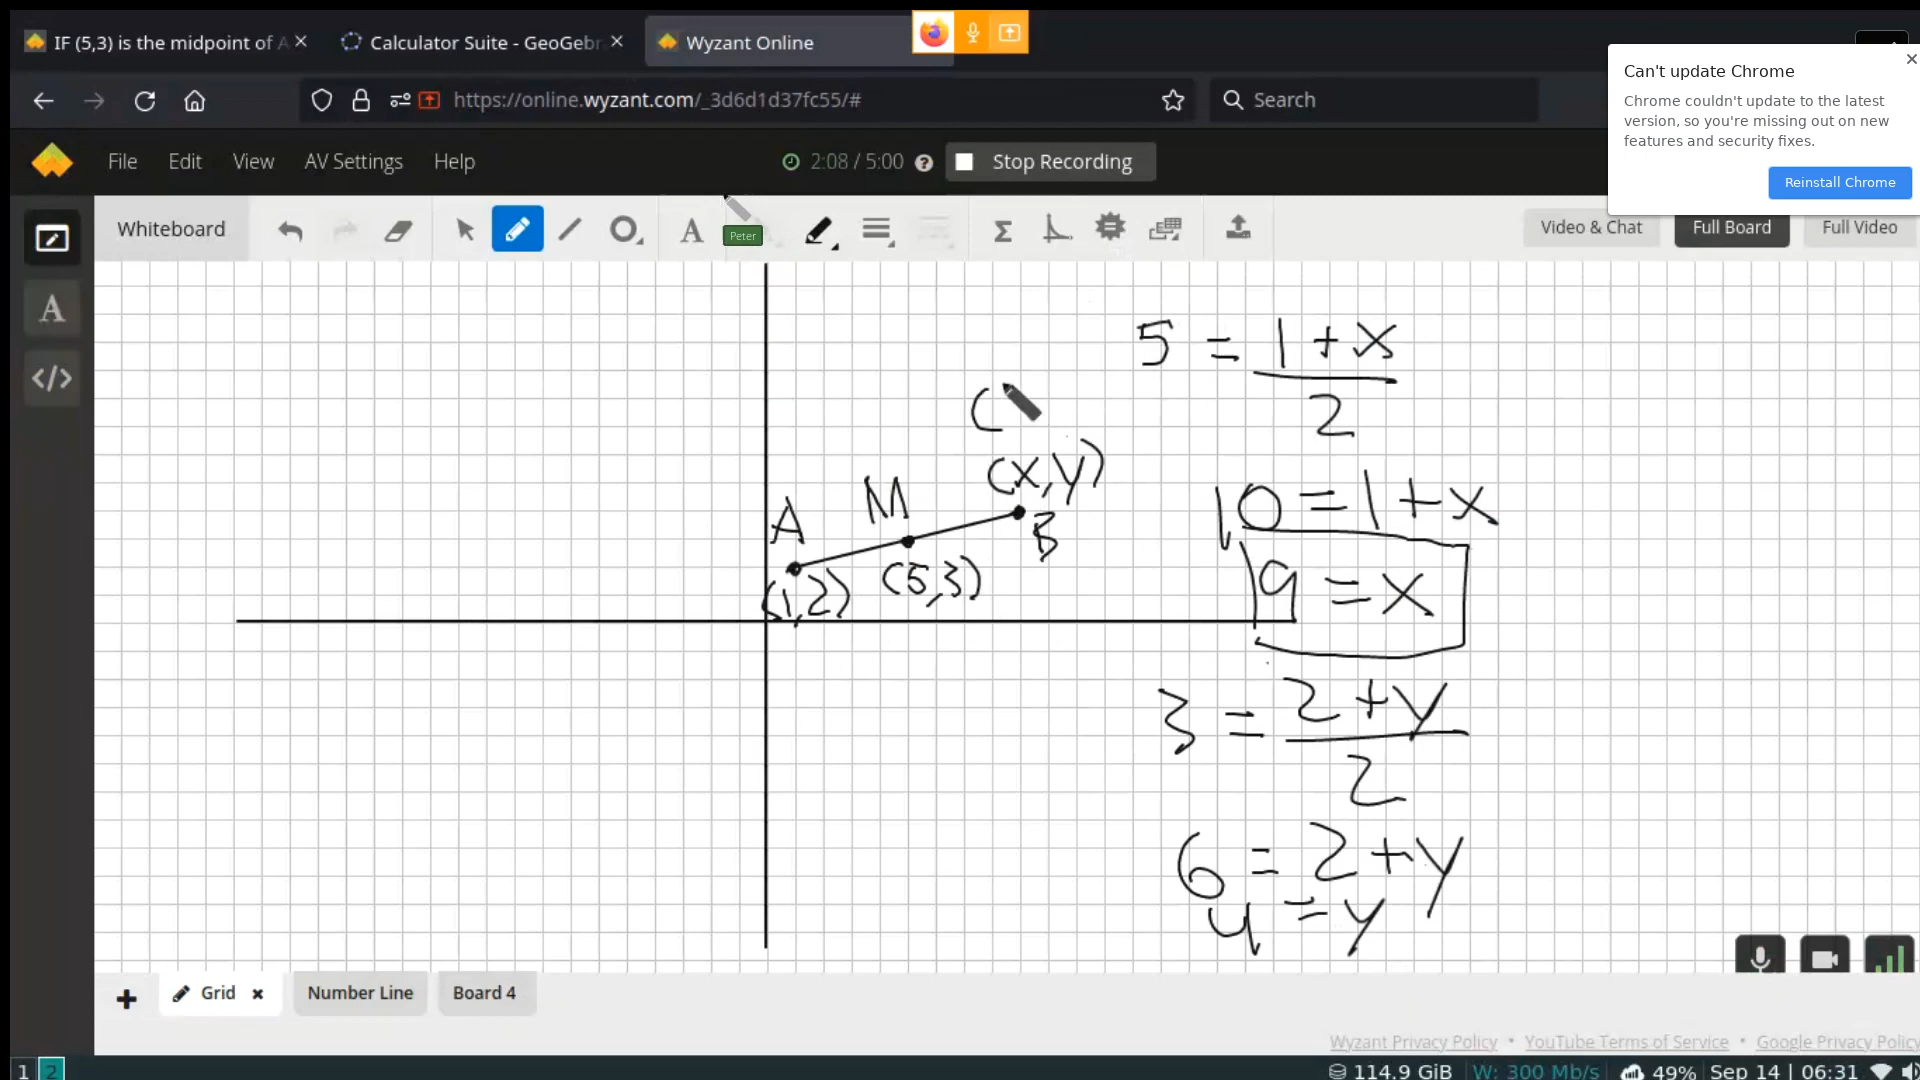 IF (5,3) is the midpoint of A
Calculator Suite - GeoGebr
Wyzant Online
Can't update Chrome
Chrome couldn't update to the latest
version, so you're missing out on new
features and security fixes.
Reinstall Chrome
https://online.wyzant.com/_3d6d1d37fc55/#
Search
File Edit View AV Settings Help
2:08 / 5:00
Stop Recording
Whiteboard
A
Peter
Σ
Video & Chat
Full Board
Full Video
A
</>
5 = 1 + x
2
(
(x,y)
M
A
B
(1,2)
(5,3)
10 = 1 + x
9 = x
3 = 2 + y
2
6 = 2 + y
4 = y
+
Grid
Number Line
Board 4
Wyzant Privacy Policy • YouTube Terms of Service • Google Privacy Policy
1 2
114.9 GiB W: 300 Mb/s 49% Sep 14 | 06:31